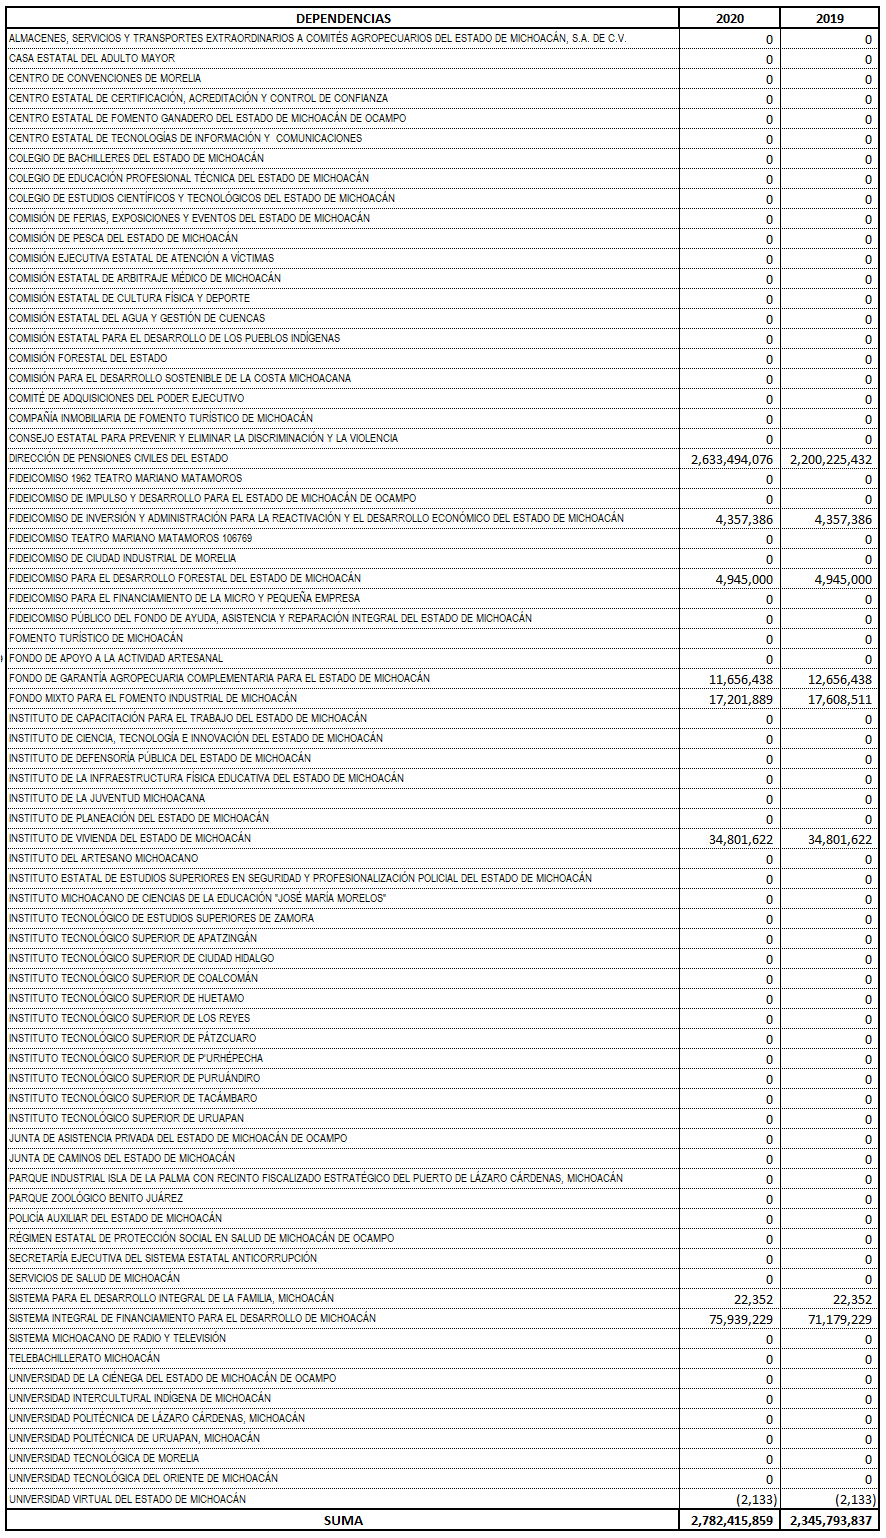 DEPENDENCIAS 2020 2019
ALMACENES, SERVICIOS Y TRANSPORTES EXTRAORDINARIOS A COMITÉS AGROPECUARIOS DEL ESTADO DE MICHOACÁN, S.A. DE C.V. 0 0
CASA ESTATAL DEL ADULTO MAYOR 0 0
CENTRO DE CONVENCIONES DE MORELIA 0 0
CENTRO ESTATAL DE CERTIFICACIÓN, ACREDITACIÓN Y CONTROL DE CONFIANZA 0 0
CENTRO ESTATAL DE FOMENTO GANADERO DEL ESTADO DE MICHOACÁN DE OCAMPO 0 0
CENTRO ESTATAL DE TECNOLOGÍAS DE INFORMACIÓN Y COMUNICACIONES 0 0
COLEGIO DE BACHILLERES DEL ESTADO DE MICHOACÁN 0 0
COLEGIO DE EDUCACIÓN PROFESIONAL TÉCNICA DEL ESTADO DE MICHOACÁN 0 0
COLEGIO DE ESTUDIOS CIENTÍFICOS Y TECNOLÓGICOS DEL ESTADO DE MICHOACÁN 0 0
COMISIÓN DE FERIAS, EXPOSICIONES Y EVENTOS DEL ESTADO DE MICHOACÁN 0 0
COMISIÓN DE PESCA DEL ESTADO DE MICHOACÁN 0 0
COMISIÓN EJECUTIVA ESTATAL DE ATENCIÓN A VÍCTIMAS 0 0
COMISIÓN ESTATAL DE ARBITRAJE MÉDICO DE MICHOACÁN 0 0
COMISIÓN ESTATAL DE CULTURA FÍSICA Y DEPORTE 0 0
COMISIÓN ESTATAL DEL AGUA Y GESTIÓN DE CUENCAS 0 0
COMISIÓN ESTATAL PARA EL DESARROLLO DE LOS PUEBLOS INDÍGENAS 0 0
COMISIÓN FORESTAL DEL ESTADO 0 0
COMISIÓN PARA EL DESARROLLO SOSTENIBLE DE LA COSTA MICHOACANA 0 0
COMITÉ DE ADQUISICIONES DEL PODER EJECUTIVO 0 0
COMPAÑÍA INMOBILIARIA DE FOMENTO TURÍSTICO DE MICHOACÁN 0 0
CONSEJO ESTATAL PARA PREVENIR Y ELIMINAR LA DISCRIMINACIÓN Y LA VIOLENCIA 0 0
DIRECCIÓN DE PENSIONES CIVILES DEL ESTADO 2,633,494,076 2,200,225,432
FIDEICOMISO 1962 TEATRO MARIANO MATAMOROS 0 0
FIDEICOMISO DE IMPULSO Y DESARROLLO PARA EL ESTADO DE MICHOACÁN DE OCAMPO 0 0
FIDEICOMISO DE INVERSIÓN Y ADMINISTRACIÓN PARA LA REACTIVACIÓN Y EL DESARROLLO ECONÓMICO DEL ESTADO DE MICHOACÁN 4,357,386 4,357,386
FIDEICOMISO TEATRO MARIANO MATAMOROS 106769 0 0
FIDEICOMISO DE CIUDAD INDUSTRIAL DE MORELIA 0 0
FIDEICOMISO PARA EL DESARROLLO FORESTAL DEL ESTADO DE MICHOACÁN 4,945,000 4,945,000
FIDEICOMISO PARA EL FINANCIAMIENTO DE LA MICRO Y PEQUEÑA EMPRESA 0 0
FIDEICOMISO PÚBLICO DEL FONDO DE AYUDA, ASISTENCIA Y REPARACIÓN INTEGRAL DEL ESTADO DE MICHOACÁN 0 0
FOMENTO TURÍSTICO DE MICHOACÁN 0 0
FONDO DE APOYO A LA ACTIVIDAD ARTESANAL 0 0
FONDO DE GARANTÍA AGROPECUARIA COMPLEMENTARIA PARA EL ESTADO DE MICHOACÁN 11,656,438 12,656,438
FONDO MIXTO PARA EL FOMENTO INDUSTRIAL DE MICHOACÁN 17,201,889 17,608,511
INSTITUTO DE CAPACITACIÓN PARA EL TRABAJO DEL ESTADO DE MICHOACÁN 0 0
INSTITUTO DE CIENCIA, TECNOLOGÍA E INNOVACIÓN DEL ESTADO DE MICHOACÁN 0 0
INSTITUTO DE DEFENSORÍA PÚBLICA DEL ESTADO DE MICHOACÁN 0 0
INSTITUTO DE LA INFRAESTRUCTURA FÍSICA EDUCATIVA DEL ESTADO DE MICHOACÁN 0 0
INSTITUTO DE LA JUVENTUD MICHOACANA 0 0
INSTITUTO DE PLANEACIÓN DEL ESTADO DE MICHOACÁN 0 0
INSTITUTO DE VIVIENDA DEL ESTADO DE MICHOACÁN 34,801,622 34,801,622
INSTITUTO DEL ARTESANO MICHOACANO 0 0
INSTITUTO ESTATAL DE ESTUDIOS SUPERIORES EN SEGURIDAD Y PROFESIONALIZACIÓN POLICIAL DEL ESTADO DE MICHOACÁN 0 0
INSTITUTO MICHOACANO DE CIENCIAS DE LA EDUCACIÓN "JOSÉ MARÍA MORELOS" 0 0
INSTITUTO TECNOLÓGICO DE ESTUDIOS SUPERIORES DE ZAMORA 0 0
INSTITUTO TECNOLÓGICO SUPERIOR DE APATZINGÁN 0 0
INSTITUTO TECNOLÓGICO SUPERIOR DE CIUDAD HIDALGO 0 0
INSTITUTO TECNOLÓGICO SUPERIOR DE COALCOMÁN 0 0
INSTITUTO TECNOLÓGICO SUPERIOR DE HUETAMO 0 0
INSTITUTO TECNOLÓGICO SUPERIOR DE LOS REYES 0 0
INSTITUTO TECNOLÓGICO SUPERIOR DE PÁTZCUARO 0 0
INSTITUTO TECNOLÓGICO SUPERIOR DE P'URHÉPECHA 0 0
INSTITUTO TECNOLÓGICO SUPERIOR DE PURUÁNDIRO 0 0
INSTITUTO TECNOLÓGICO SUPERIOR DE TACÁMBARO 0 0
INSTITUTO TECNOLÓGICO SUPERIOR DE URUAPAN 0 0
JUNTA DE ASISTENCIA PRIVADA DEL ESTADO DE MICHOACÁN DE OCAMPO 0 0
JUNTA DE CAMINOS DEL ESTADO DE MICHOACÁN 0 0
PARQUE INDUSTRIAL ISLA DE LA PALMA CON RECINTO FISCALIZADO ESTRATÉGICO DEL PUERTO DE LÁZARO CÁRDENAS, MICHOACÁN 0 0
PARQUE ZOOLÓGICO BENITO JUÁREZ 0 0
POLICÍA AUXILIAR DEL ESTADO DE MICHOACÁN 0 0
RÉGIMEN ESTATAL DE PROTECCIÓN SOCIAL EN SALUD DE MICHOACÁN DE OCAMPO 0 0
SECRETARÍA EJECUTIVA DEL SISTEMA ESTATAL ANTICORRUPCIÓN 0 0
SERVICIOS DE SALUD DE MICHOACÁN 0 0
SISTEMA PARA EL DESARROLLO INTEGRAL DE LA FAMILIA, MICHOACÁN 22,352 22,352
SISTEMA INTEGRAL DE FINANCIAMIENTO PARA EL DESARROLLO DE MICHOACÁN 75,939,229 71,179,229
SISTEMA MICHOACANO DE RADIO Y TELEVISIÓN 0 0
TELEBACHILLERATO MICHOACÁN 0 0
UNIVERSIDAD DE LA CIÉNEGA DEL ESTADO DE MICHOACÁN DE OCAMPO 0 0
UNIVERSIDAD INTERCULTURAL INDÍGENA DE MICHOACÁN 0 0
UNIVERSIDAD POLITÉCNICA DE LÁZARO CÁRDENAS, MICHOACÁN 0 0
UNIVERSIDAD POLITÉCNICA DE URUAPAN, MICHOACÁN 0 0
UNIVERSIDAD TECNOLÓGICA DE MORELIA 0 0
UNIVERSIDAD TECNOLÓGICA DEL ORIENTE DE MICHOACÁN 0 0
UNIVERSIDAD VIRTUAL DEL ESTADO DE MICHOACÁN (2,133) (2,133)
SUMA 2,782,415,859 2,345,793,837